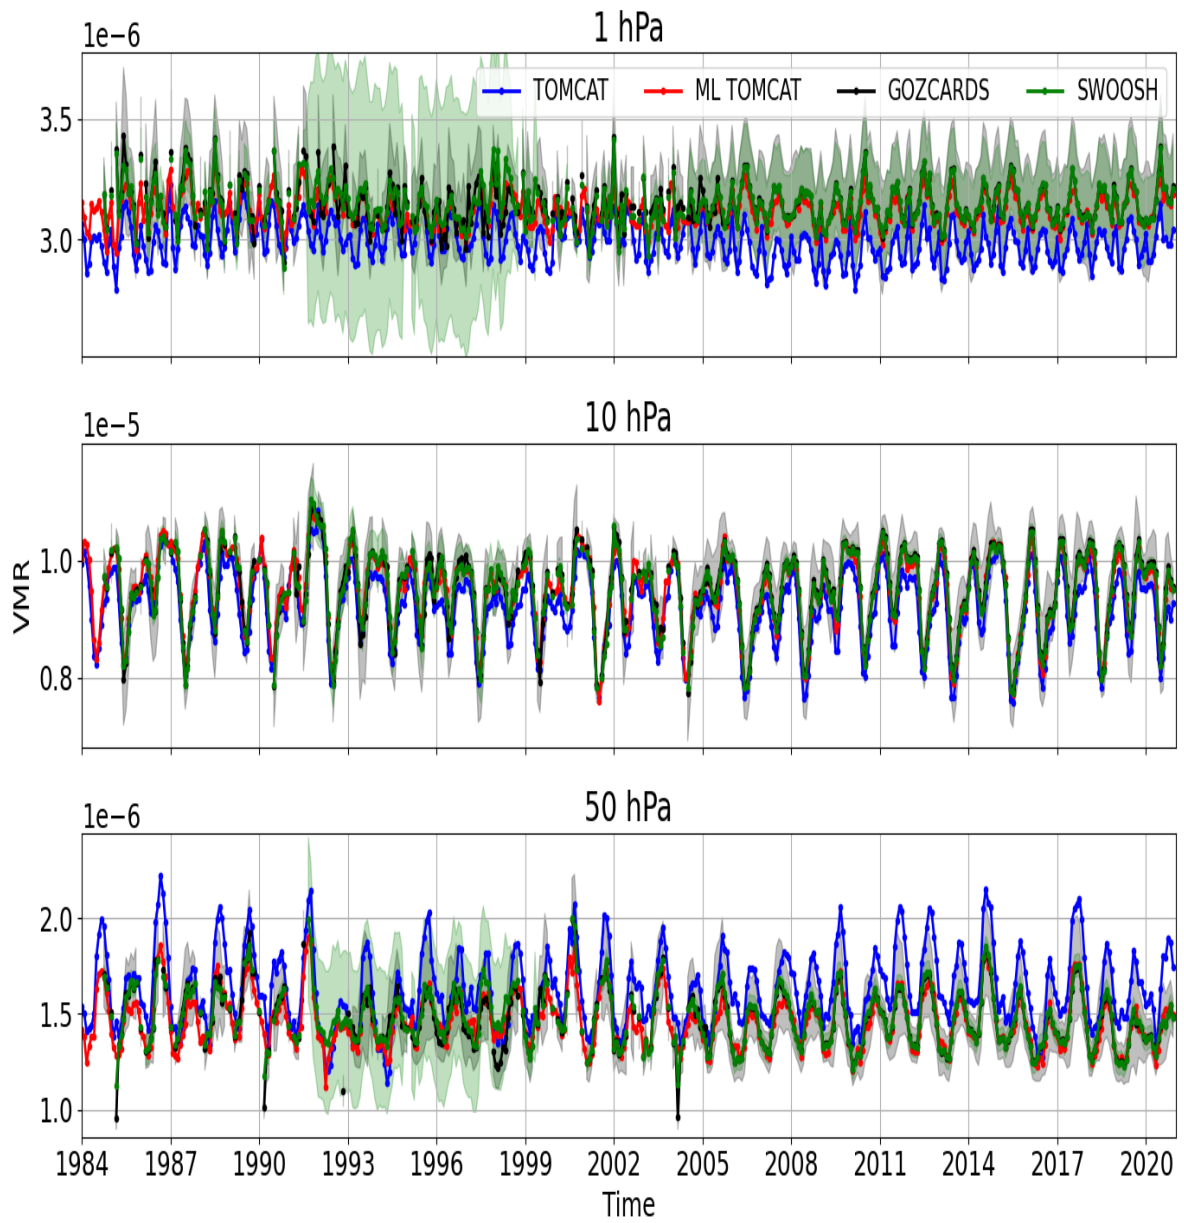 1 hPa
1e−6
TOMCAT ML TOMCAT GOZCARDS SWOOSH
3.5
3.0
10 hPa
1e−5
1.0
0.8
VMR
50 hPa
1e−6
2.0
1.5
1.0
1984 1987 1990 1993 1996 1999 2002 2005 2008 2011 2014 2017 2020
Time